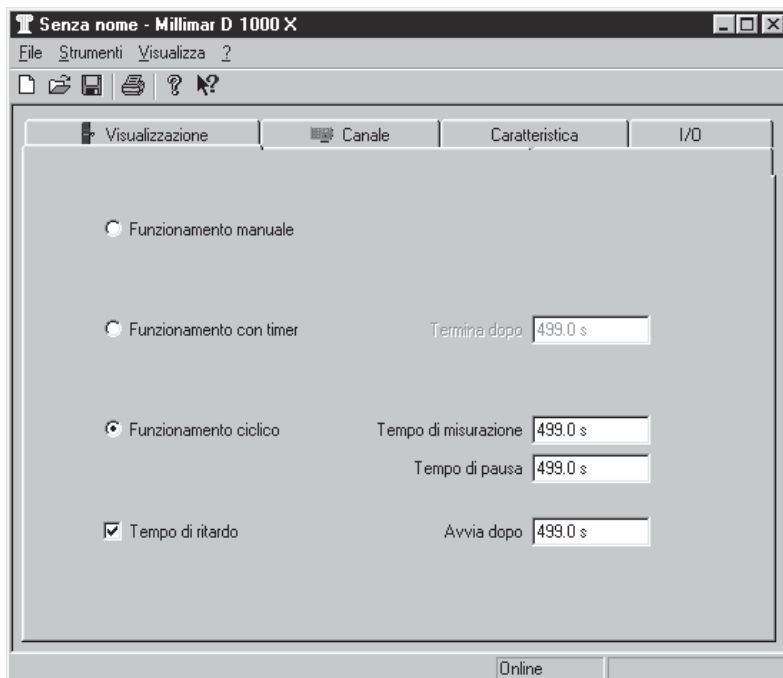 Senza nome - Millimar D 1000 X
File Strumenti Visualizza ?
Visualizzazione Canale Caratteristica I/O
Funzionamento manuale
Funzionamento con timer Termina dopo 499.0 s
Funzionamento ciclico Tempo di misurazione 499.0 s
Tempo di pausa 499.0 s
Tempo di ritardo Avvia dopo 499.0 s
Online